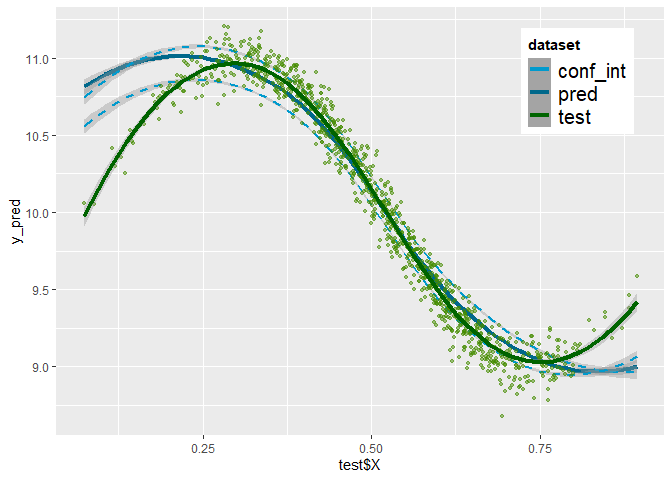 dataset
conf_int
pred
test
11.0
10.5
10.0
9.5
9.0
y_pred
0.25
0.50
0.75
test$X